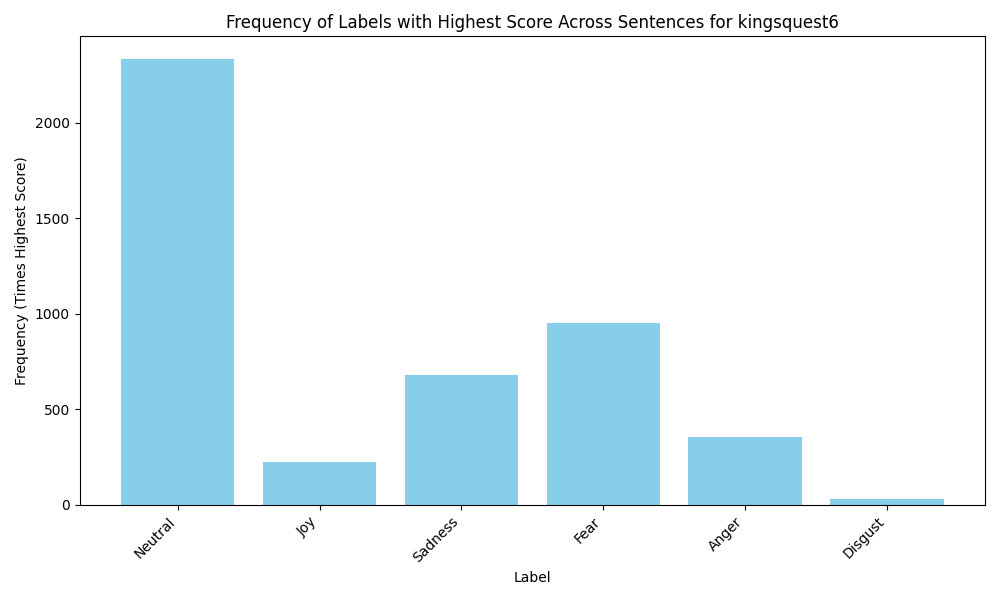 Frequency of Labels with Highest Score Across Sentences for kingsquest6
Frequency (Times Highest Score)
2000
1500
1000
500
0
Neutral
Joy
Sadness
Fear
Anger
Disgust
Label